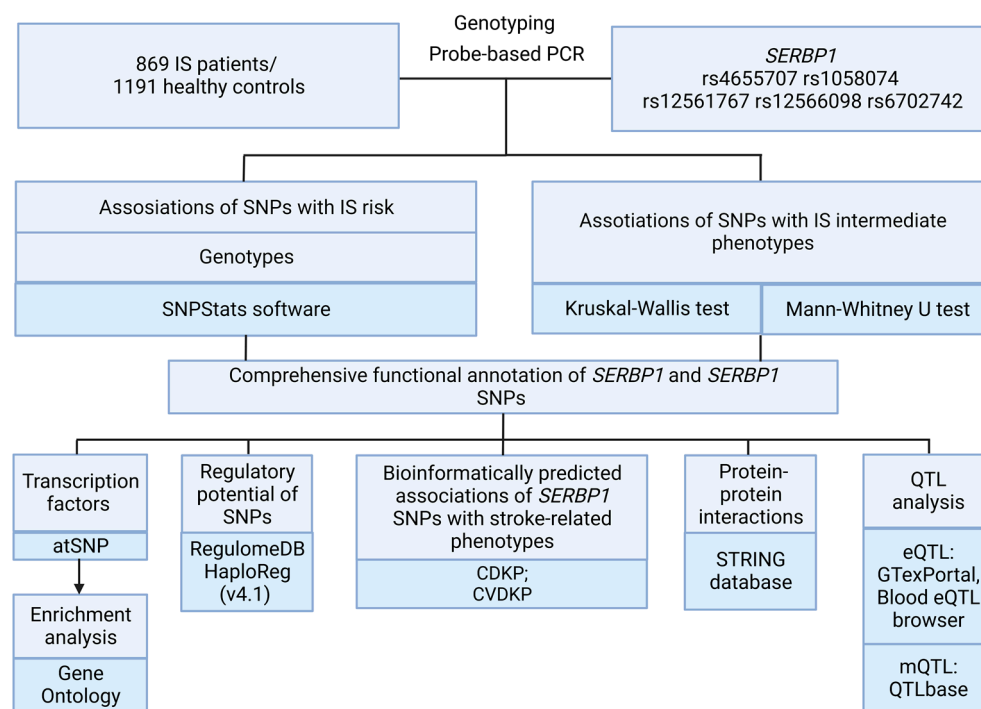 Genotyping
Probe-based PCR
869 IS patients/
1191 healthy controls
SERBP1
rs4655707 rs1058074
rs12561767 rs12566098 rs6702742
Assosiations of SNPs with IS risk
Genotypes
SNPStats software
Assotiations of SNPs with IS intermediate
phenotypes
Kruskal-Wallis test
Mann-Whitney U test
Comprehensive functional annotation of SERBP1 and SERBP1
SNPs
Transcription
factors
atSNP
Enrichment
analysis
Gene
Ontology
Regulatory
potential of
SNPs
RegulomeDB
HaploReg
(v4.1)
Bioinformatically predicted
associations of SERBP1
SNPs with stroke-related
phenotypes
CDKP;
CVDKP
Protein-
protein
interactions
STRING
database
QTL
analysis
eQTL:
GTexPortal,
Blood eQTL
browser
mQTL:
QTLbase